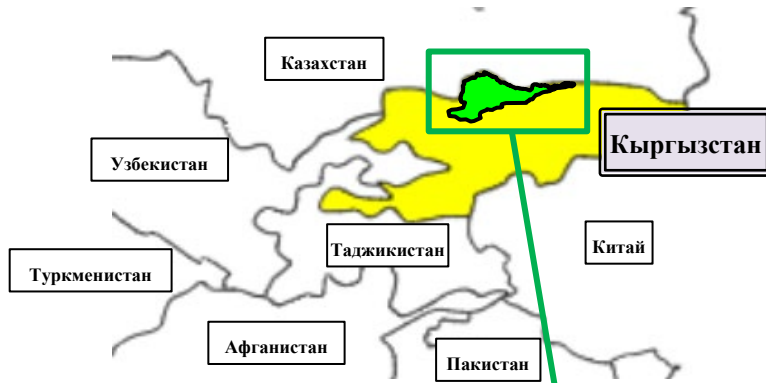 Казахстан
Кыргызстан
Узбекистан
Таджикистан
Китай
Туркменистан
Афганистан
Пакистан